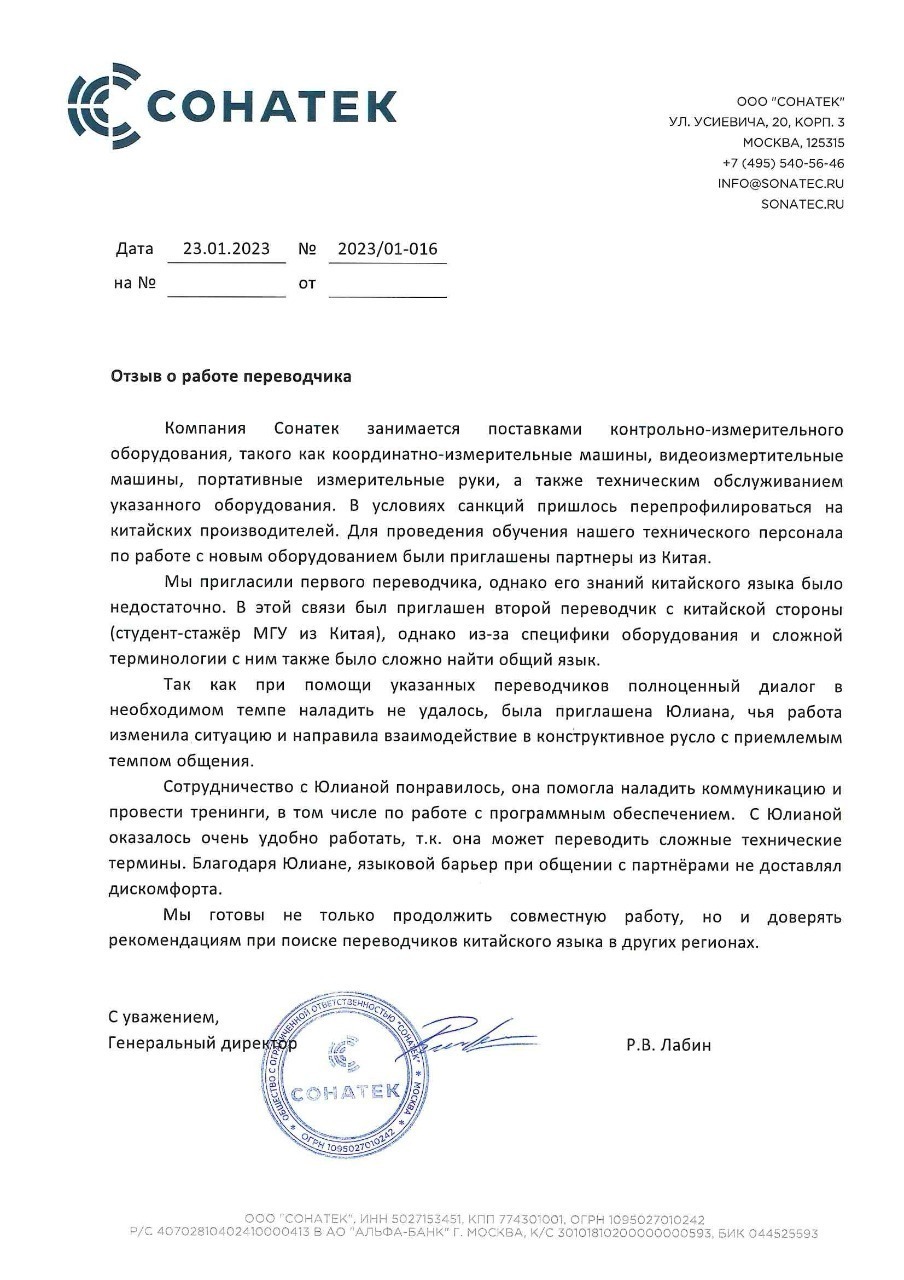 СОНАТЕК
ООО "СОНАТЕК"
УЛ. УСИЕВИЧА, 20, КОРП. 3
МОСКВА, 125315
+7 (495) 540-56-46
INFO@SONATEC.RU
SONATEC.RU
Дата 23.01.2023 № 2023/01-016
на № от
Отзыв о работе переводчика
Компания Сонатек занимается поставками контрольно-измерительного
оборудования, такого как координатно-измерительные машины, видеоизмертительные
машины, портативные измерительные руки, а также техническим обслуживанием
указанного оборудования. В условиях санкций пришлось перепрофилироваться на
китайских производителей. Для проведения обучения нашего технического персонала
по работе с новым оборудованием были приглашены партнеры из Китая.
Мы пригласили первого переводчика, однако его знаний китайского языка было
недостаточно. В этой связи был приглашен второй переводчик с китайской стороны
(студент-стажёр МГУ из Китая), однако из-за специфики оборудования и сложной
терминологии с ним также было сложно найти общий язык.
Так как при помощи указанных переводчиков полноценный диалог в
необходимом темпе наладить не удалось, была приглашена Юлиана, чья работа
изменила ситуацию и направила взаимодействие в конструктивное русло с приемлемым
темпом общения.
Сотрудничество с Юлианой понравилось, она помогла наладить коммуникацию и
провести тренинги, в том числе по работе с программным обеспечением. С Юлианой
оказалось очень удобно работать, т.к. она может переводить сложные технические
термины. Благодаря Юлиане, языковой барьер при общении с партнёрами не доставлял
дискомфорта.
Мы готовы не только продолжить совместную работу, но и доверять
рекомендациям при поиске переводчиков китайского языка в других регионах.
С уважением,
Генеральный директор Р.В. Лабин
ОБЩЕСТВО С ОГРАНИЧЕННОЙ ОТВЕТСТВЕННОСТЬЮ "СОНАТЕК" * МОСКВА *
СОНАТЕК
ОГРН 1095027010242
ООО "СОНАТЕК", ИНН 5027153451, КПП 774301001, ОГРН 1095027010242
Р/С 40702810402410000413 В АО "АЛЬФА-БАНК" Г. МОСКВА, К/С 30101810200000000593, БИК 044525593